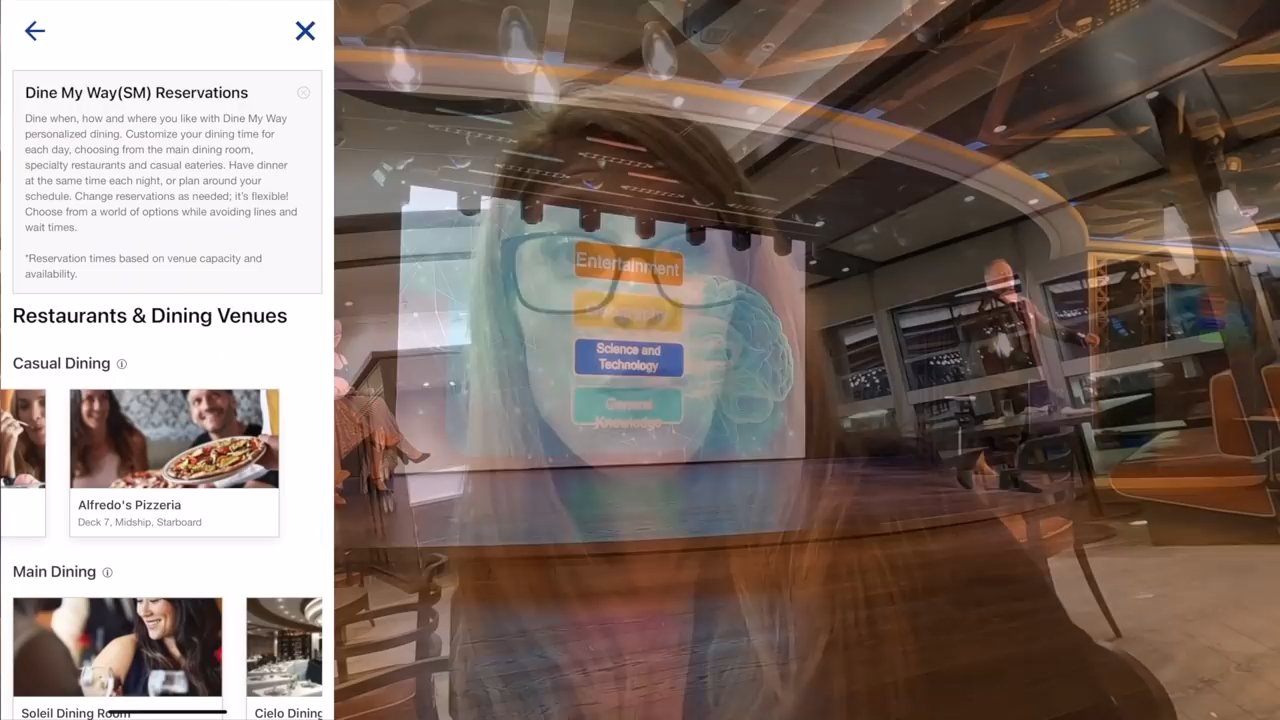 Dine My Way(SM) Reservations
Dine when, how and where you like with Dine My Way
personalized dining. Customize your dining time for
each day, choosing from the main dining room,
specialty restaurants and casual eateries. Have dinner
at the same time each night, or plan around your
schedule. Change reservations as needed; it's flexible!
Choose from a world of options while avoiding lines and
wait times.
*Reservation times based on venue capacity and
availability.
Restaurants & Dining Venues
Casual Dining
Alfredo's Pizzeria
Deck 7, Midship, Starboard
Main Dining
Soleil Dining Room
Cielo Dining
Entertainment
Science and
Technology
General
Knowledge